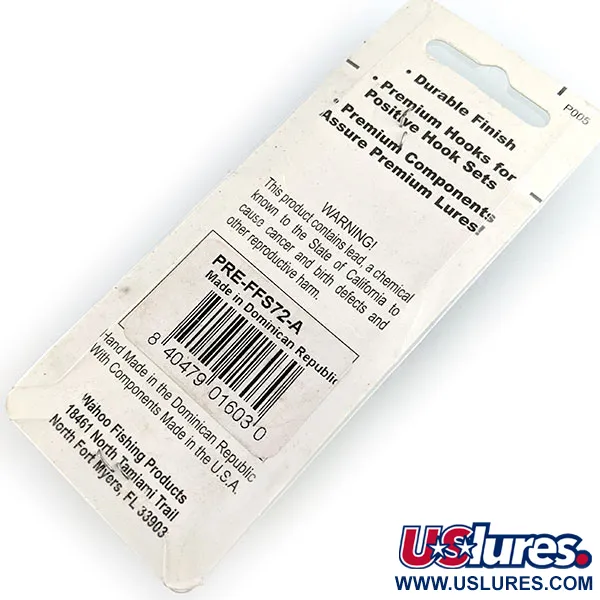 P005
• Durable Finish
• Premium Hooks for
Positive Hook Sets
• Premium Components
Assure Premium Lures!
WARNING!
This product contains lead, a chemical
known to the State of California to
cause cancer and birth defects and
other reproductive harm.
PRE-FFS72-A
Made in Dominican Republic
8 40479 01603 0
Hand Made in the Dominican Republic
With Components Made in the U.S.A.
Wahoo Fishing Products
18461 North Tamiami Trail
North Fort Myers, FL 33903
USlures.
WWW.USLURES.COM